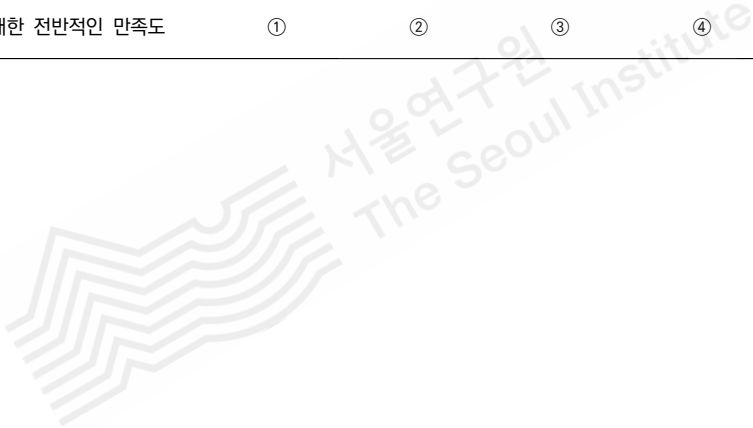 대한 전반적인 만족도 ① ② ③ ④
서울연구원
The Seoul Institute